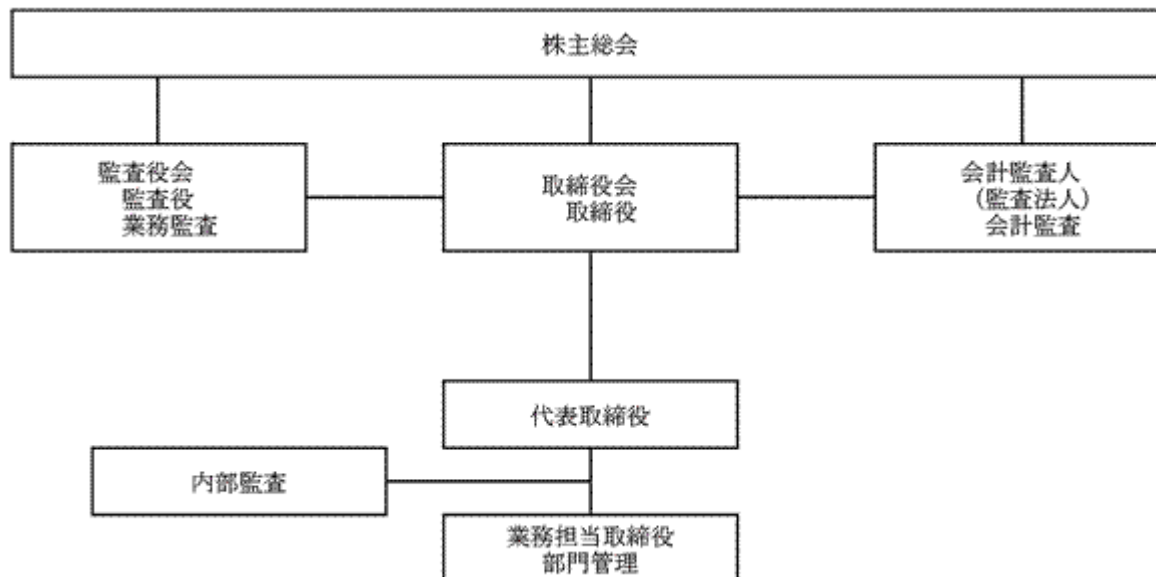 株主総会
監査役会
監査役
業務監査
取締役会
取締役
会計監査人
(監査法人)
会計監査
代表取締役
内部監査
業務担当取締役
部門管理